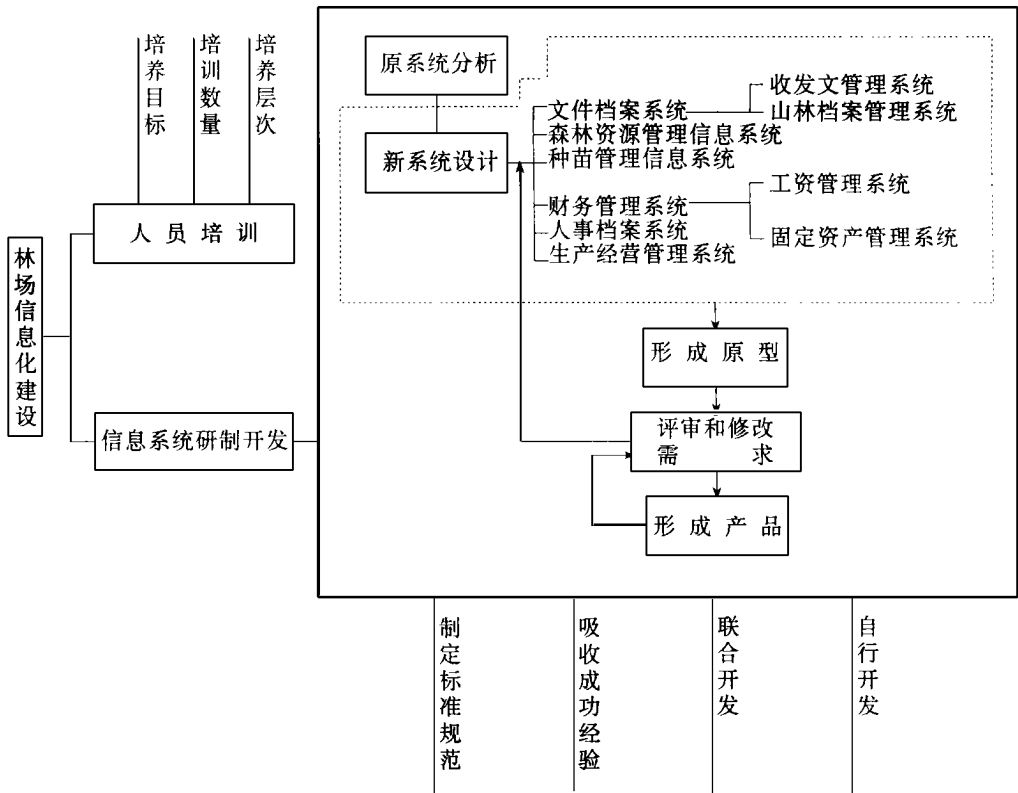 培养目标
培训数量
培养层次
人员培训
林场信息化建设
信息系统研制开发
原系统分析
新系统设计
文件档案系统
收发文管理系统
山林档案管理系统
森林资源管理信息系统
种苗管理信息系统
财务管理系统
工资管理系统
固定资产管理系统
人事档案系统
生产经营管理系统
形成原型
评审和修改
需求
形成产品
制定标准规范
吸收成功经验
联合开发
自行开发